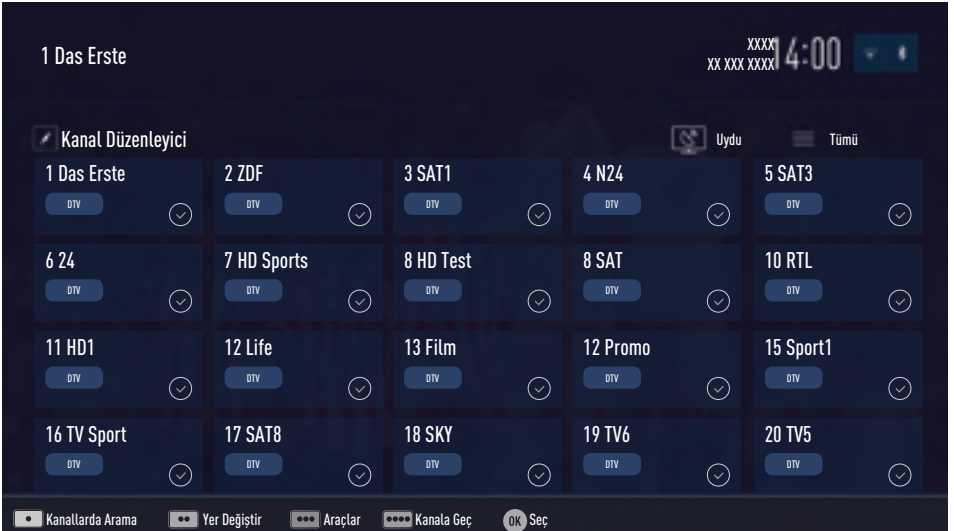 1 Das Erste
XXXX
XX XXX XXXX 14:00
Kanal Düzenleyici Uydu Tümü
1 Das Erste 2 ZDF 3 SAT1 4 N24 5 SAT3
DTV DTV DTV DTV DTV
6 24 7 HD Sports 8 HD Test 8 SAT 10 RTL
DTV DTV DTV DTV DTV
11 HD1 12 Life 13 Film 12 Promo 15 Sport1
DTV DTV DTV DTV DTV
16 TV Sport 17 SAT8 18 SKY 19 TV6 20 TV5
DTV DTV DTV DTV DTV
Kanallarda Arama Yer Değiştir Araçlar Kanala Geç OK Seç